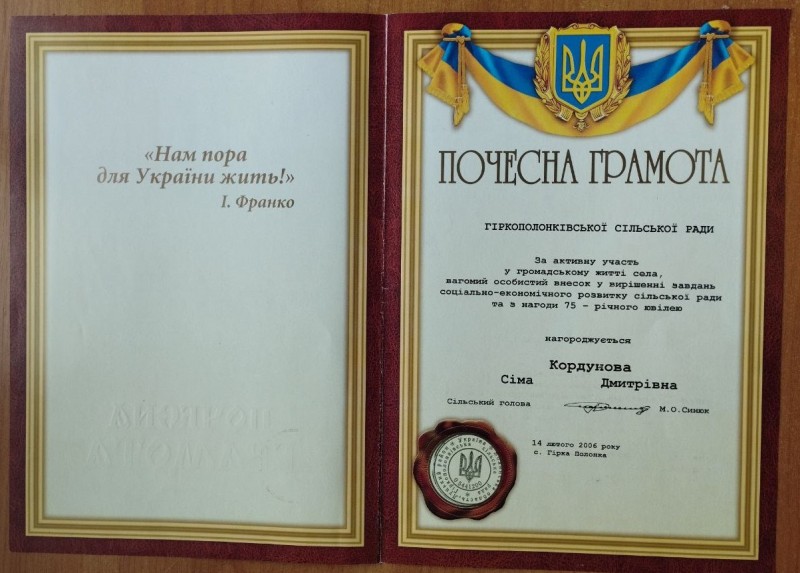 «Нам пора
для України жить!»
І. Франко
ПОЧЕСНА ГРАМОТА
ГІРКОПОЛОНКІВСЬКОЇ СІЛЬСЬКОЇ РАДИ
За активну участь
у громадському житті села,
вагомий особистий внесок у вирішенні завдань
соціально-економічного розвитку сільської ради
та з нагоди 75 - річного ювілею
нагороджується
Кордунова
Сіма Дмитрівна
Сільський голова М.О.Синюк
14 лютого 2006 року
с. Гірка Полонка